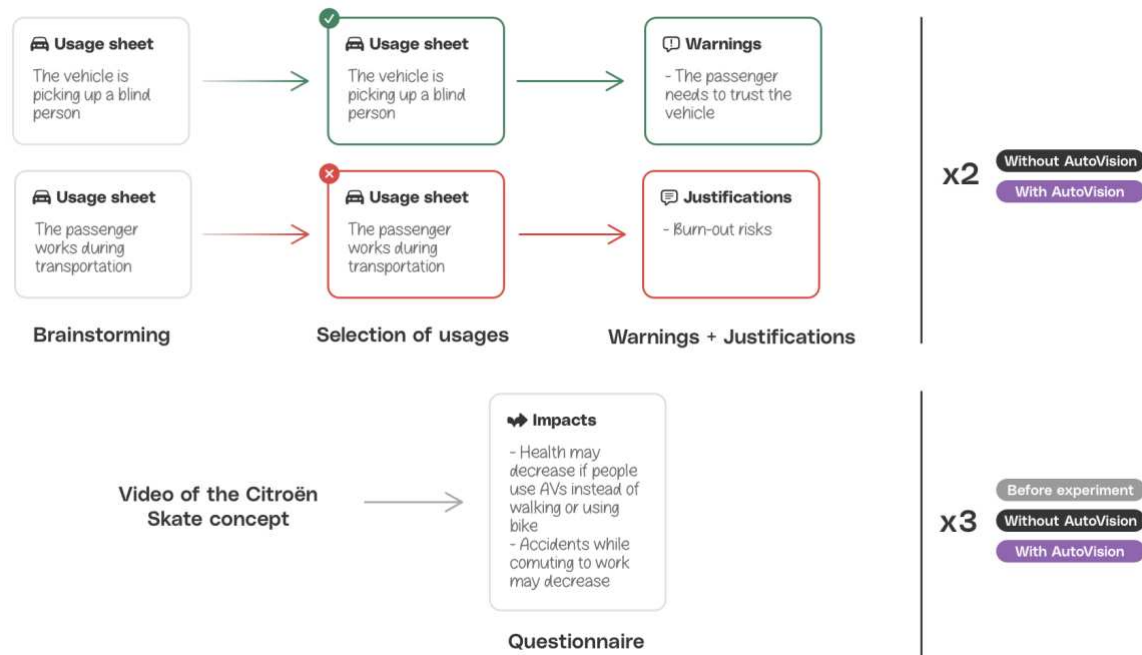 Usage sheet
The vehicle is
picking up a blind
person
Usage sheet
The vehicle is
picking up a blind
person
Warnings
- The passenger
needs to trust the
vehicle
Usage sheet
The passenger
works during
transportation
Usage sheet
The passenger
works during
transportation
Justifications
- Burn-out risks
Brainstorming
Selection of usages
Warnings + Justifications
x2
Without AutoVision
With AutoVision
Video of the Citroën
Skate concept
Impacts
- Health may
decrease if people
use AVs instead of
walking or using
bike
- Accidents while
comuting to work
may decrease
Questionnaire
x3
Before experiment
Without AutoVision
With AutoVision